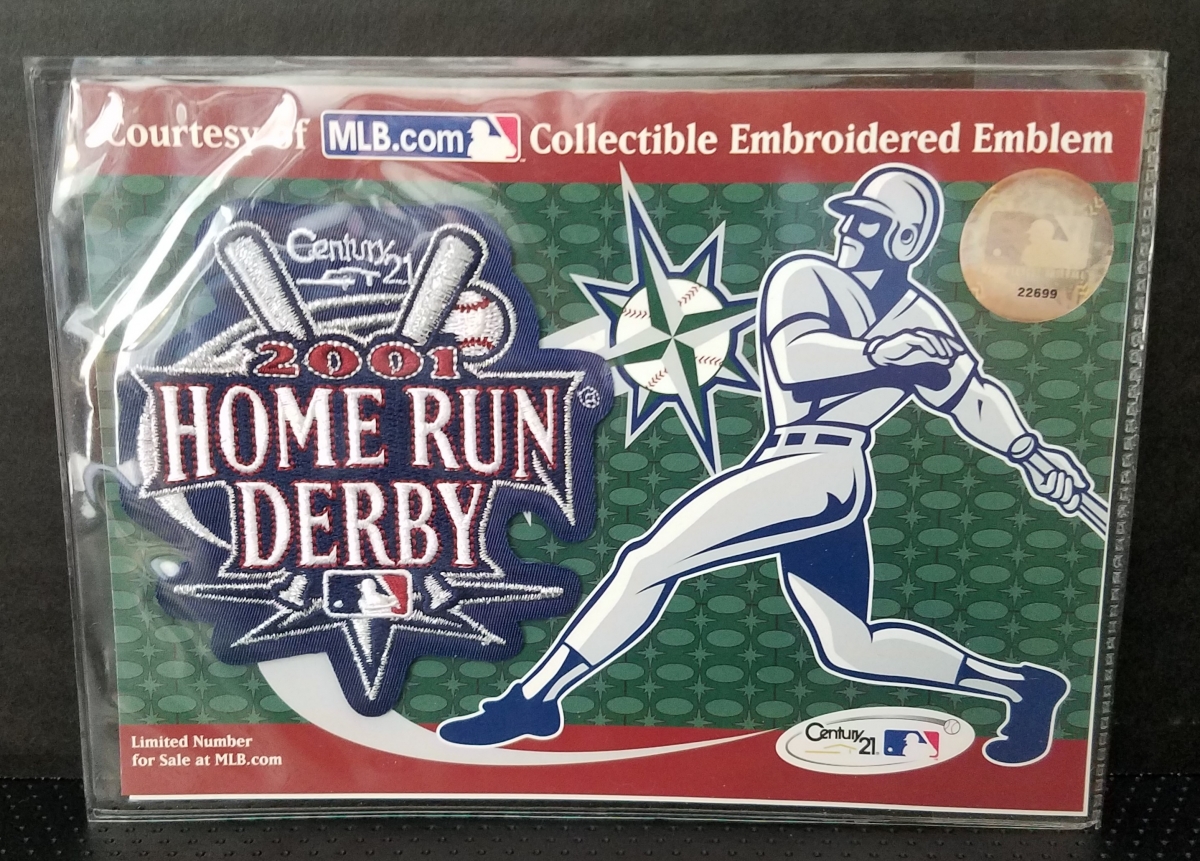 Courtesy of MLB.com Collectible Embroidered Emblem
22699
Century 21
2001
HOME RUN ®
DERBY
Century 21
Limited Number
for Sale at MLB.com